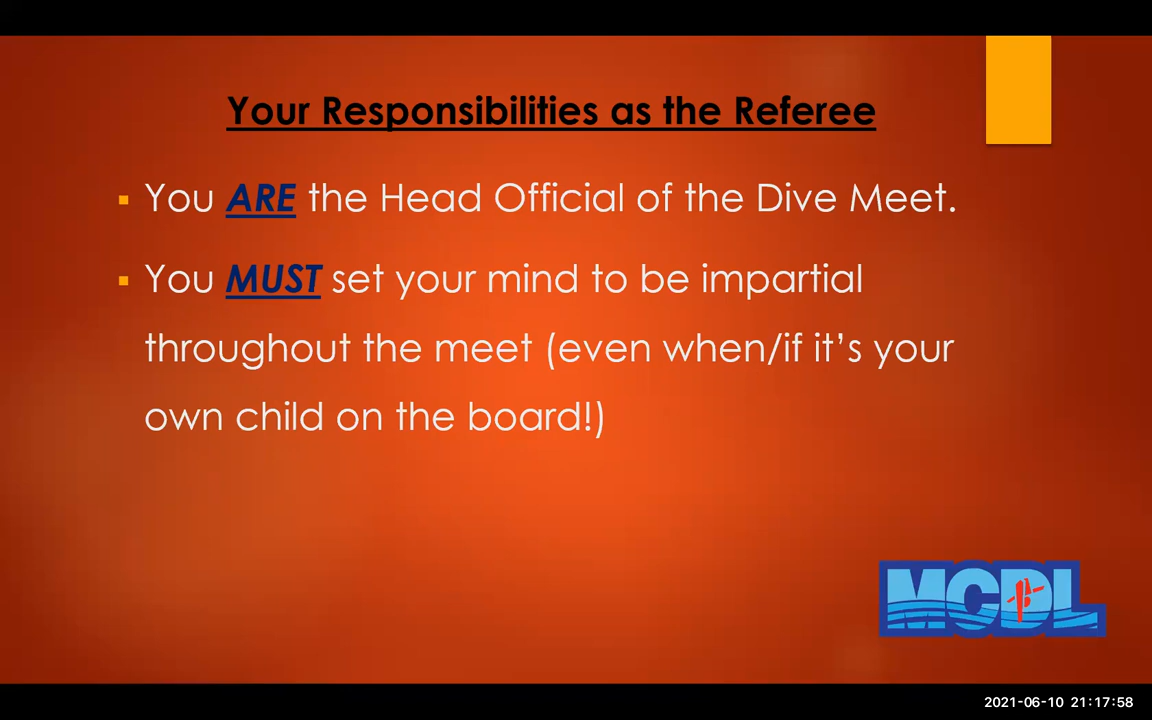 Your Responsibilities as the Referee
▪ You ARE the Head Official of the Dive Meet.
▪ You MUST set your mind to be impartial
throughout the meet (even when/if it’s your
own child on the board!)
MCDL
2021-06-10 21:17:58